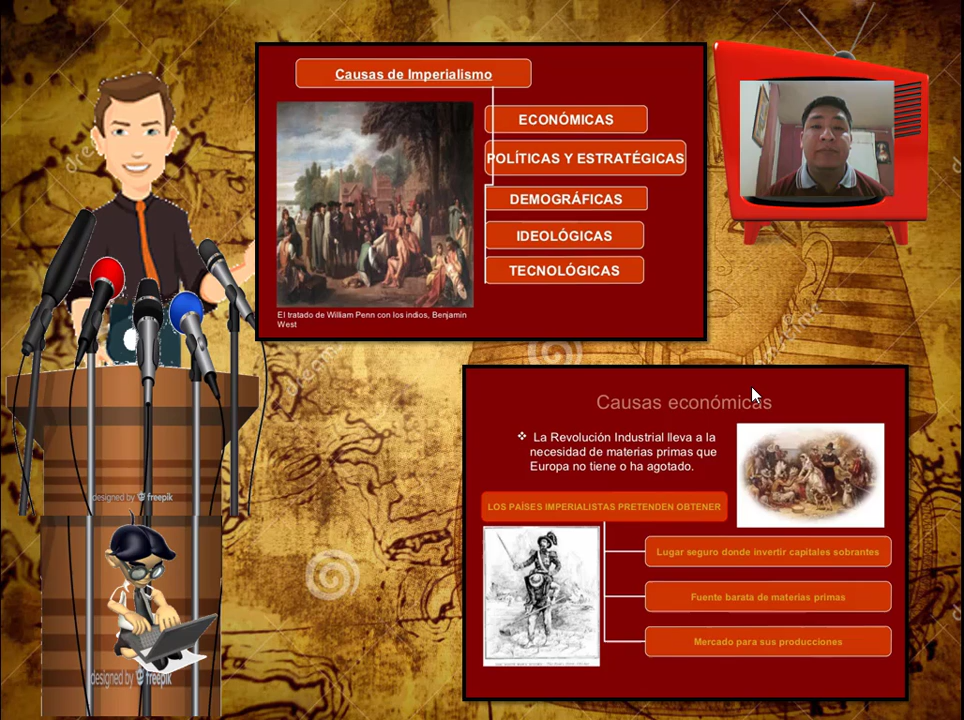 Causas de Imperialismo
ECONÓMICAS
POLÍTICAS Y ESTRATÉGICAS
DEMOGRÁFICAS
IDEOLÓGICAS
TECNOLÓGICAS
El tratado de William Penn con los indios, Benjamin
West
Causas económicas
❖ La Revolución Industrial lleva a la
necesidad de materias primas que
Europa no tiene o ha agotado.
LOS PAÍSES IMPERIALISTAS PRETENDEN OBTENER
Lugar seguro donde invertir capitales sobrantes
Fuente barata de materias primas
Mercado para sus producciones
designed by freepik
designed by freepik